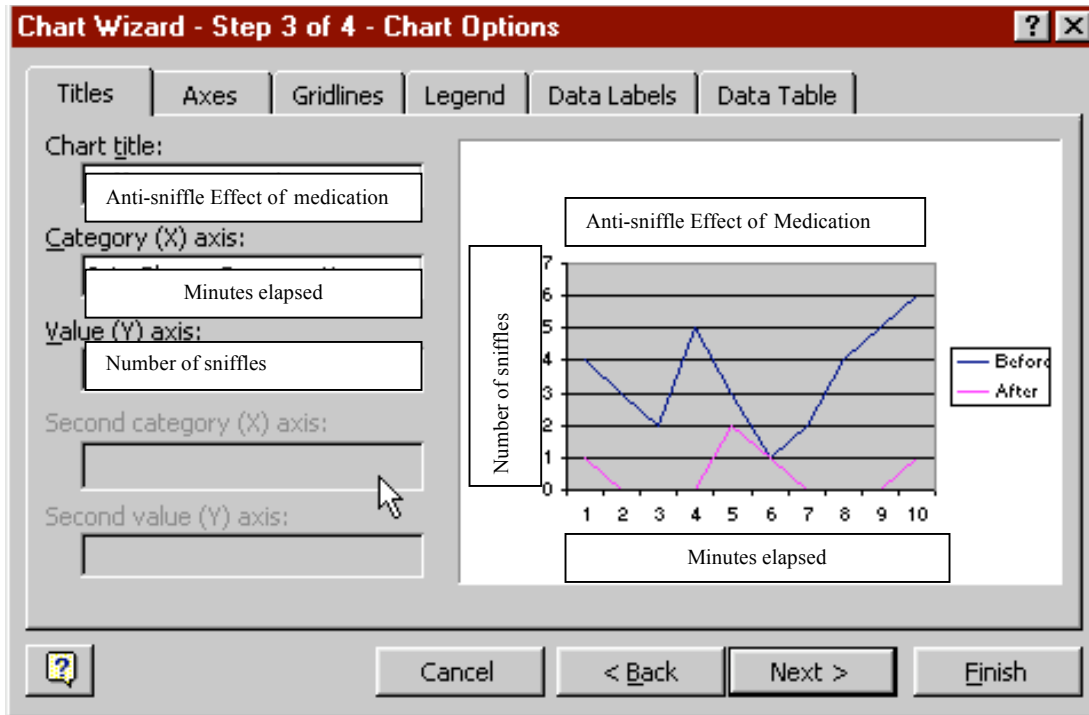 Chart Wizard - Step 3 of 4 - Chart Options
Titles Axes Gridlines Legend Data Labels Data Table
Chart title:
Anti-sniffle Effect of medication
Category (X) axis:
Minutes elapsed
Value (Y) axis:
Number of sniffles
Second category (X) axis:
Second value (Y) axis:
Anti-sniffle Effect of Medication
Number of sniffles
7
6
5
4
3
2
1
0
1 2 3 4 5 6 7 8 9 10
Minutes elapsed
Before
After
? Cancel < Back Next > Finish